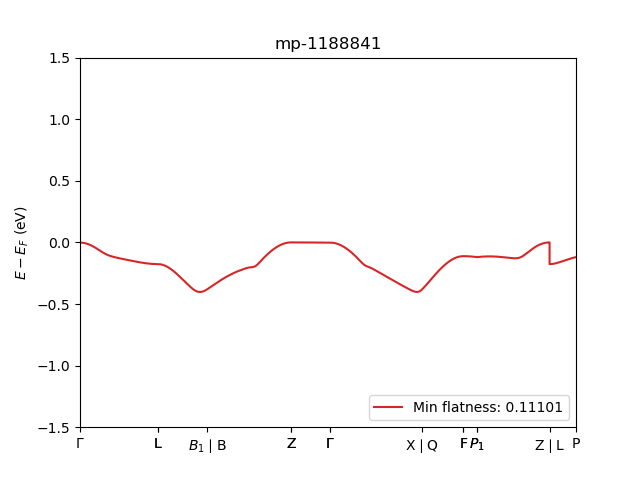 mp-1188841
1.5
1.0
0.5
0.0
−0.5
−1.0
−1.5
E − E_F (eV)
Min flatness: 0.11101
Γ L B₁ | B Z Γ X | Q F P₁ Z | L P